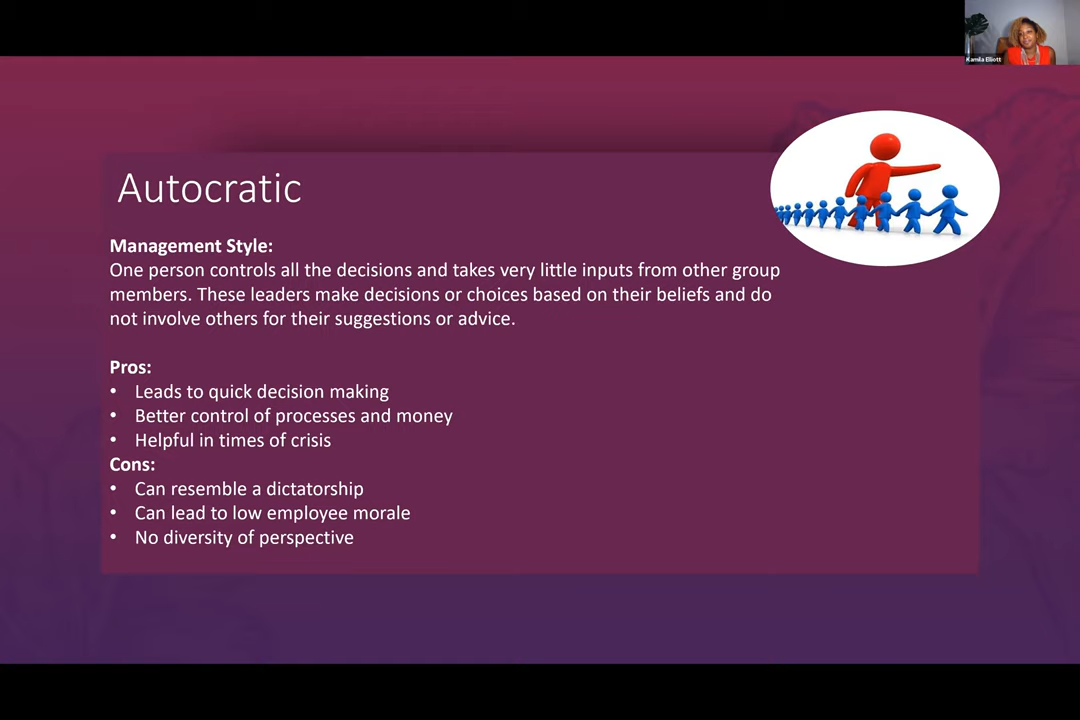 Kamila Elliott
Autocratic
Management Style:
One person controls all the decisions and takes very little inputs from other group
members. These leaders make decisions or choices based on their beliefs and do
not involve others for their suggestions or advice.
Pros:
• Leads to quick decision making
• Better control of processes and money
• Helpful in times of crisis
Cons:
• Can resemble a dictatorship
• Can lead to low employee morale
• No diversity of perspective